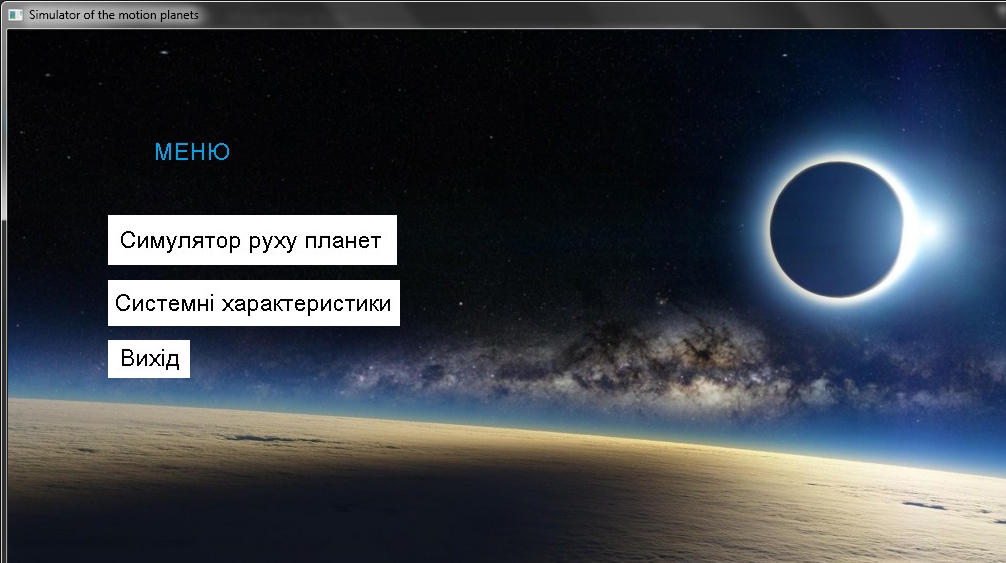 Simulator of the motion planets
МЕНЮ
Симулятор руху планет
Системні характеристики
Вихід